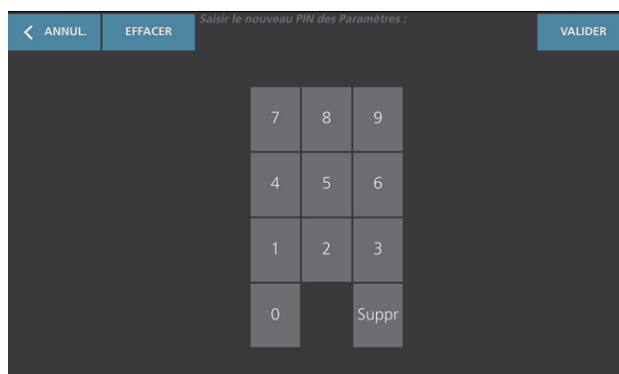 Saisir le nouveau PIN des Paramètres :
ANNUL. EFFACER VALIDER
7 8 9
4 5 6
1 2 3
0 Suppr